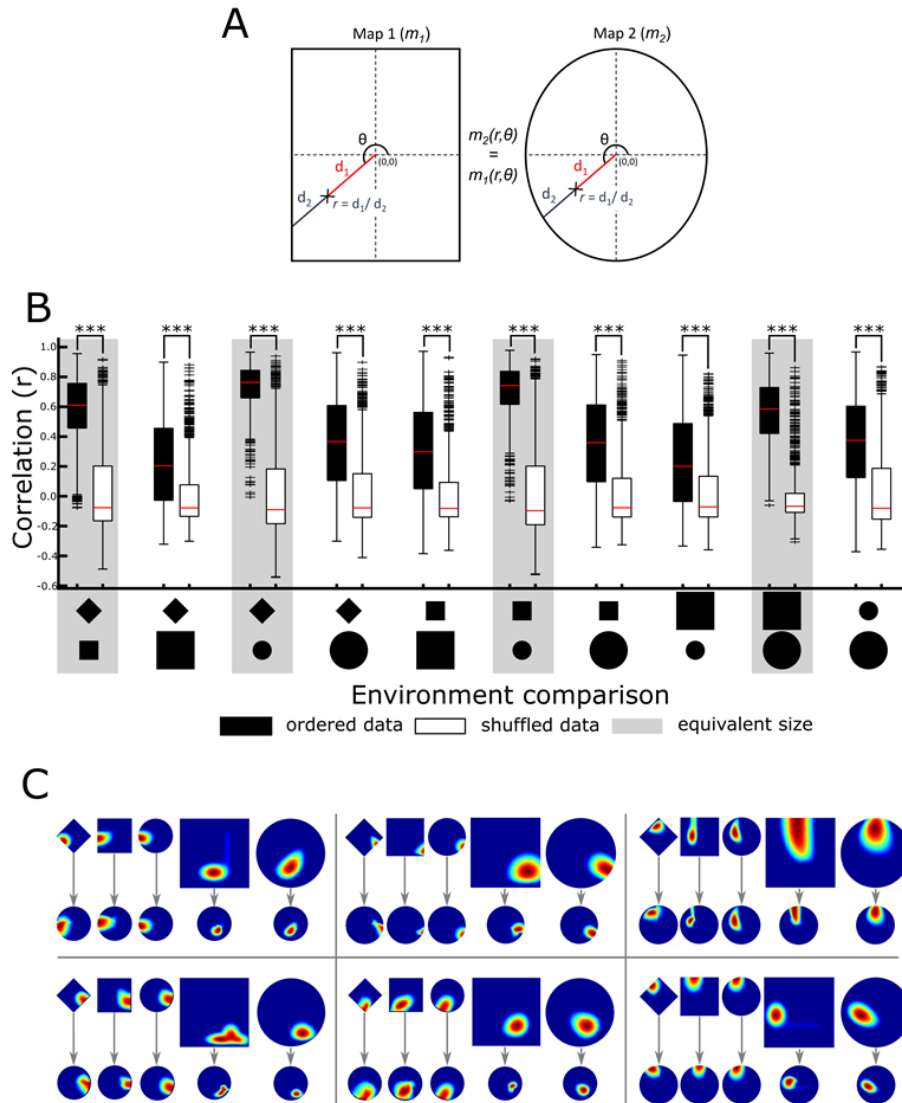 A
Map 1 (m₁)
Map 2 (m₂)
θ
(0,0)
d₁
d₂
r = d₁/ d₂
m₂(r,θ)
=
m₁(r,θ)
θ
(0,0)
d₁
d₂
r = d₁/ d₂
B
*** *** *** *** *** *** *** *** *** ***
Correlation (r)
1.0
0.8
0.6
0.4
0.2
0.0
-0.2
-0.4
-0.6
Environment comparison
ordered data
shuffled data
equivalent size
C